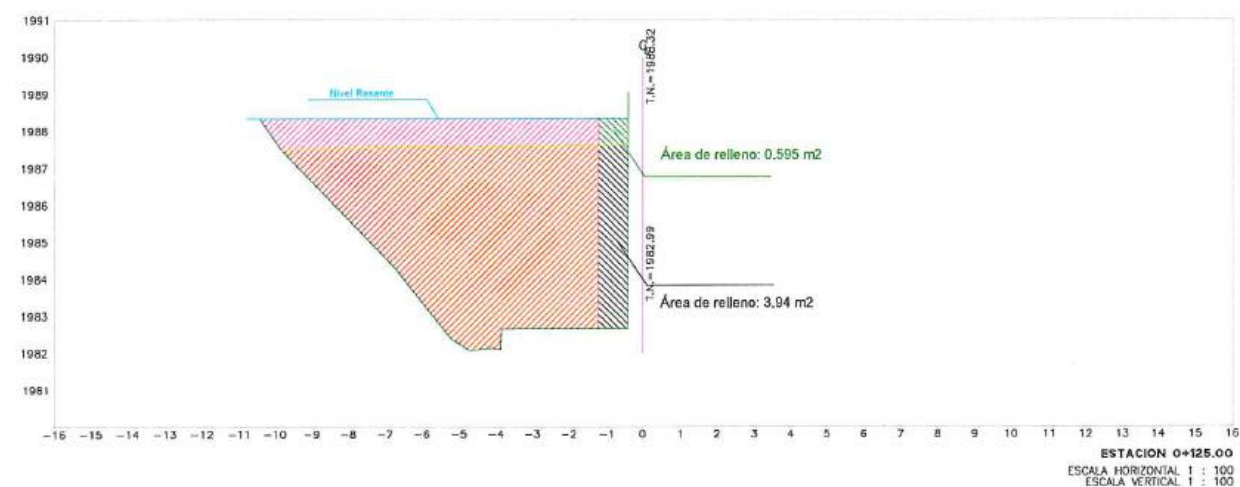 1991
1990
1989
1988
1987
1986
1985
1984
1983
1982
1981
Nivel Rasante
T.N.=1988.32
Área de relleno: 0.595 m2
T.N.=1982.99
Área de relleno: 3,94 m2
-16 -15 -14 -13 -12 -11 -10 -9 -8 -7 -6 -5 -4 -3 -2 -1 0 1 2 3 4 5 6 7 8 9 10 11 12 13 14 15 16
ESTACION 0+125.00
ESCALA HORIZONTAL 1 : 100
ESCALA VERTICAL 1 : 100